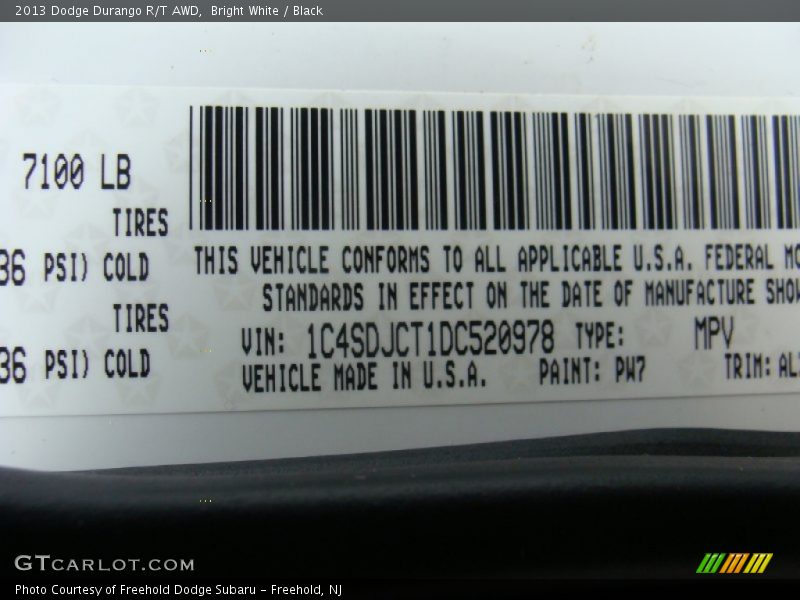 2013 Dodge Durango R/T AWD,  Bright White / Black
7100 LB
TIRES
36 PSI) COLD
TIRES
36 PSI) COLD
THIS VEHICLE CONFORMS TO ALL APPLICABLE U.S.A. FEDERAL MO
STANDARDS IN EFFECT ON THE DATE OF MANUFACTURE SHOW
VIN: 1C4SDJCT1DC520978 TYPE: MPV
VEHICLE MADE IN U.S.A. PAINT: PW7 TRIM:
GTCARLOT.COM
Photo Courtesy of Freehold Dodge Subaru – Freehold, NJ